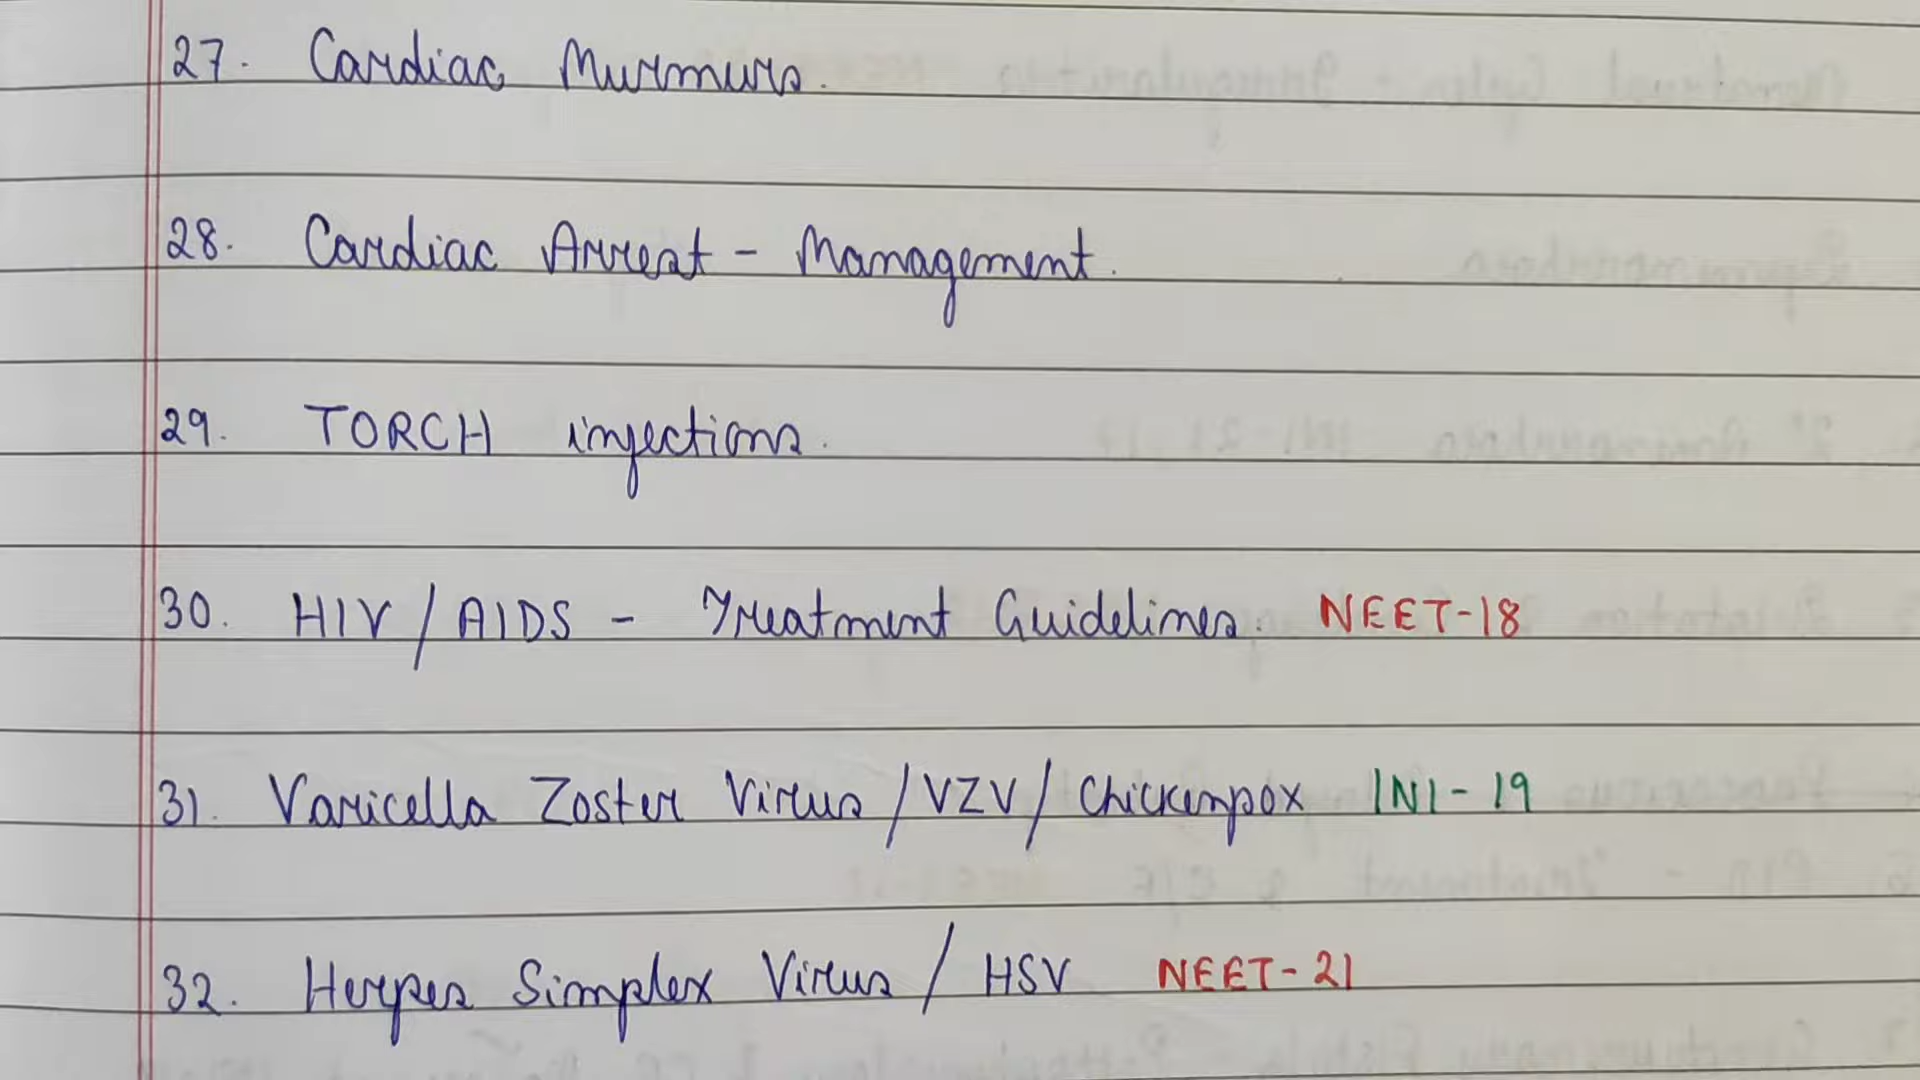 27. Cardiac Murmurs.
28. Cardiac Arrest - Management.
29. TORCH injections.
30. HIV / AIDS - Treatment Guidelines. NEET-18
31. Varicella Zoster Virus / VZV / Chickenpox INI-19
32. Herpes Simplex Virus / HSV NEET-21